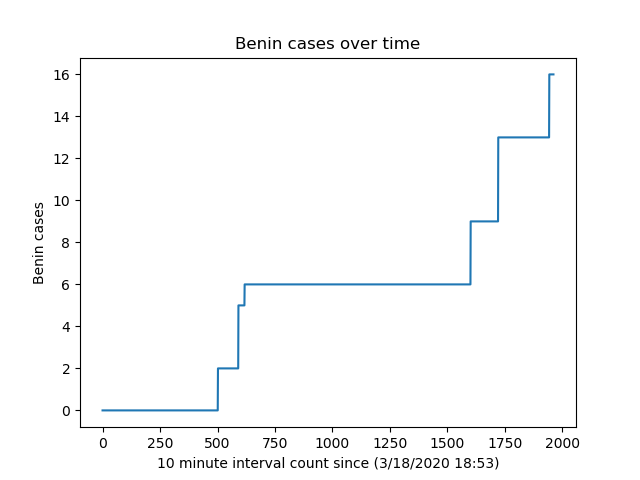 Benin cases over time
16
14
12
10
8
6
4
2
0
Benin cases
0 250 500 750 1000 1250 1500 1750 2000
10 minute interval count since (3/18/2020 18:53)